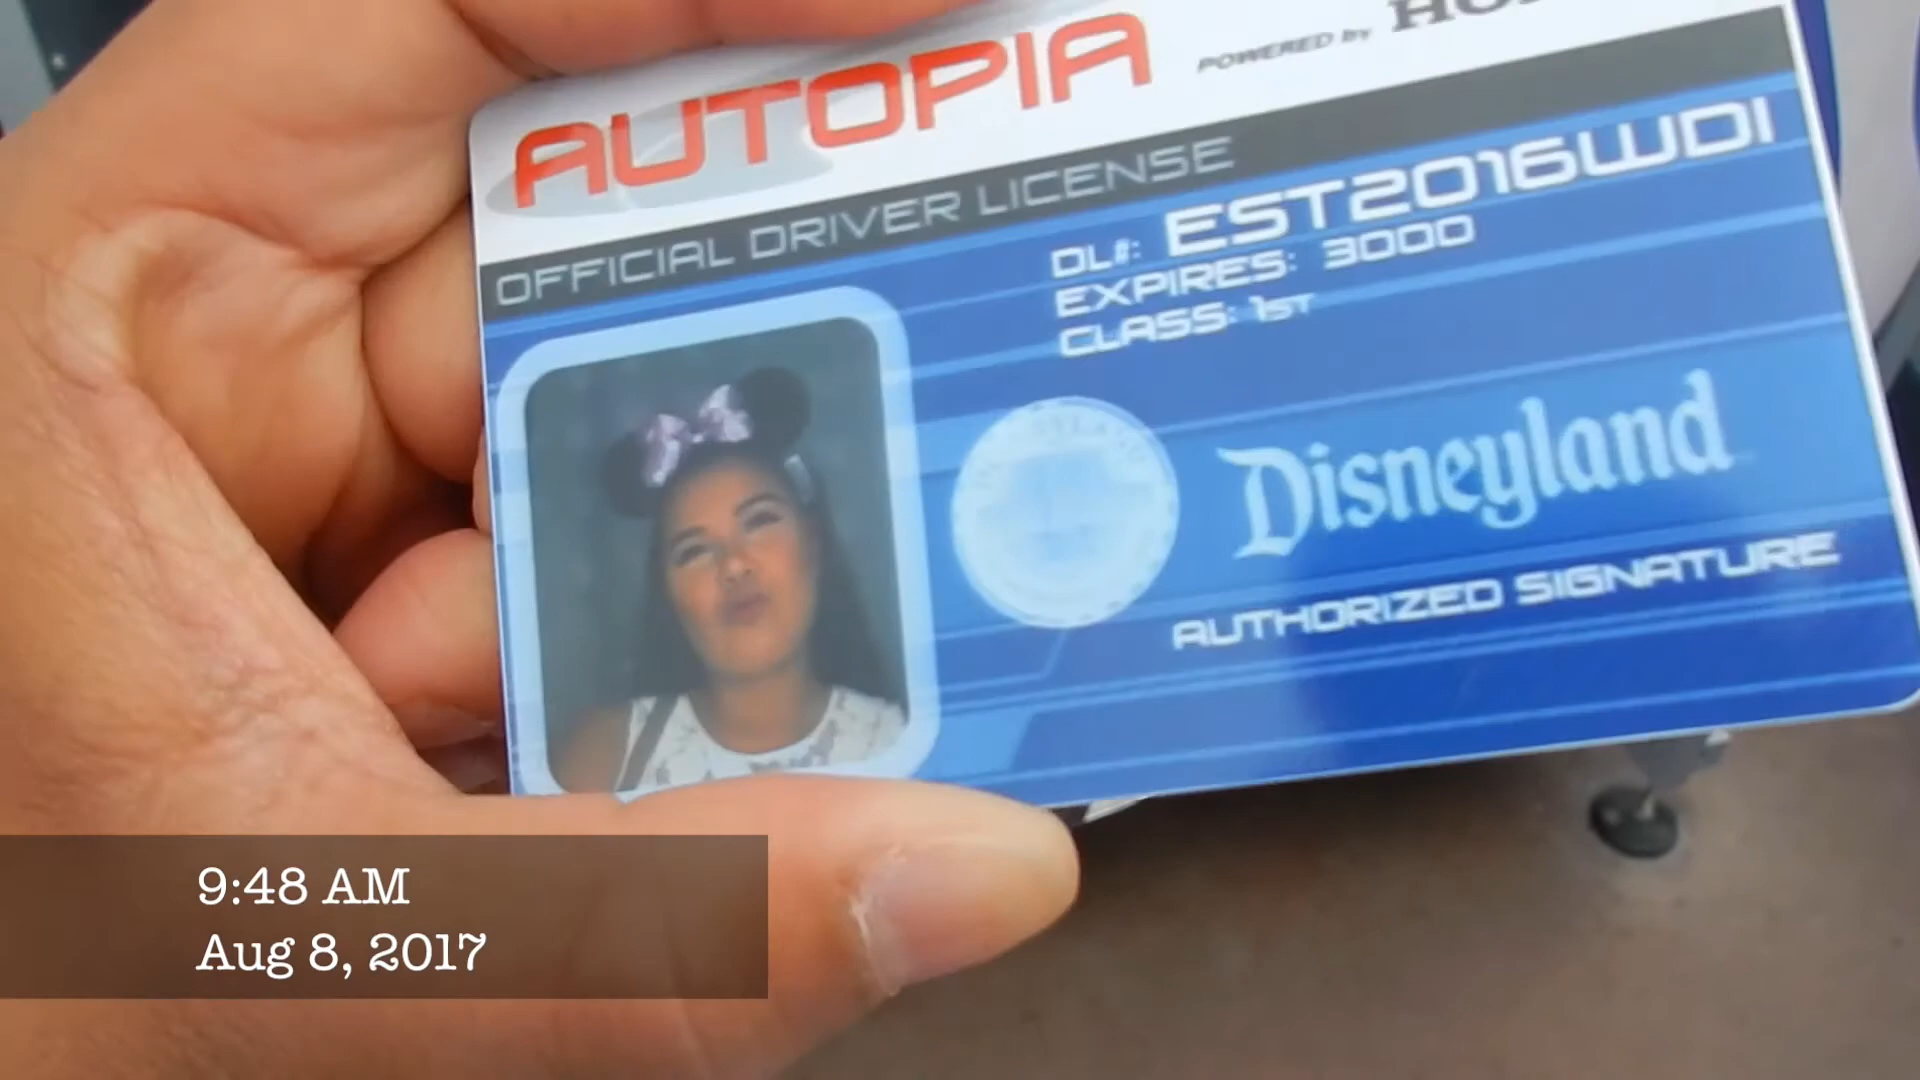 AUTOPIA
POWERED by
OFFICIAL DRIVER LICENSE
DL#: EST2016WDI
EXPIRES: 3000
CLASS: 1ST
Disneyland
AUTHORIZED SIGNATURE
9:48 AM
Aug 8, 2017